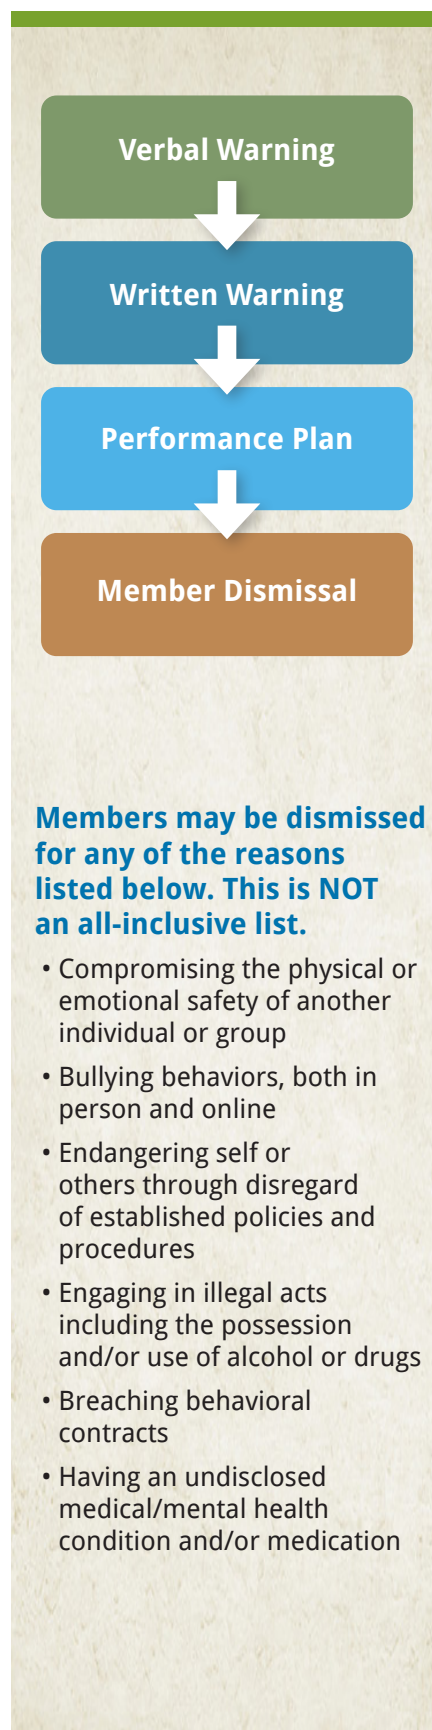 Verbal Warning
Written Warning
Performance Plan
Member Dismissal
Members may be dismissed
for any of the reasons
listed below. This is NOT
an all-inclusive list.
• Compromising the physical or
emotional safety of another
individual or group
• Bullying behaviors, both in
person and online
• Endangering self or
others through disregard
of established policies and
procedures
• Engaging in illegal acts
including the possession
and/or use of alcohol or drugs
• Breaching behavioral
contracts
• Having an undisclosed
medical/mental health
condition and/or medication